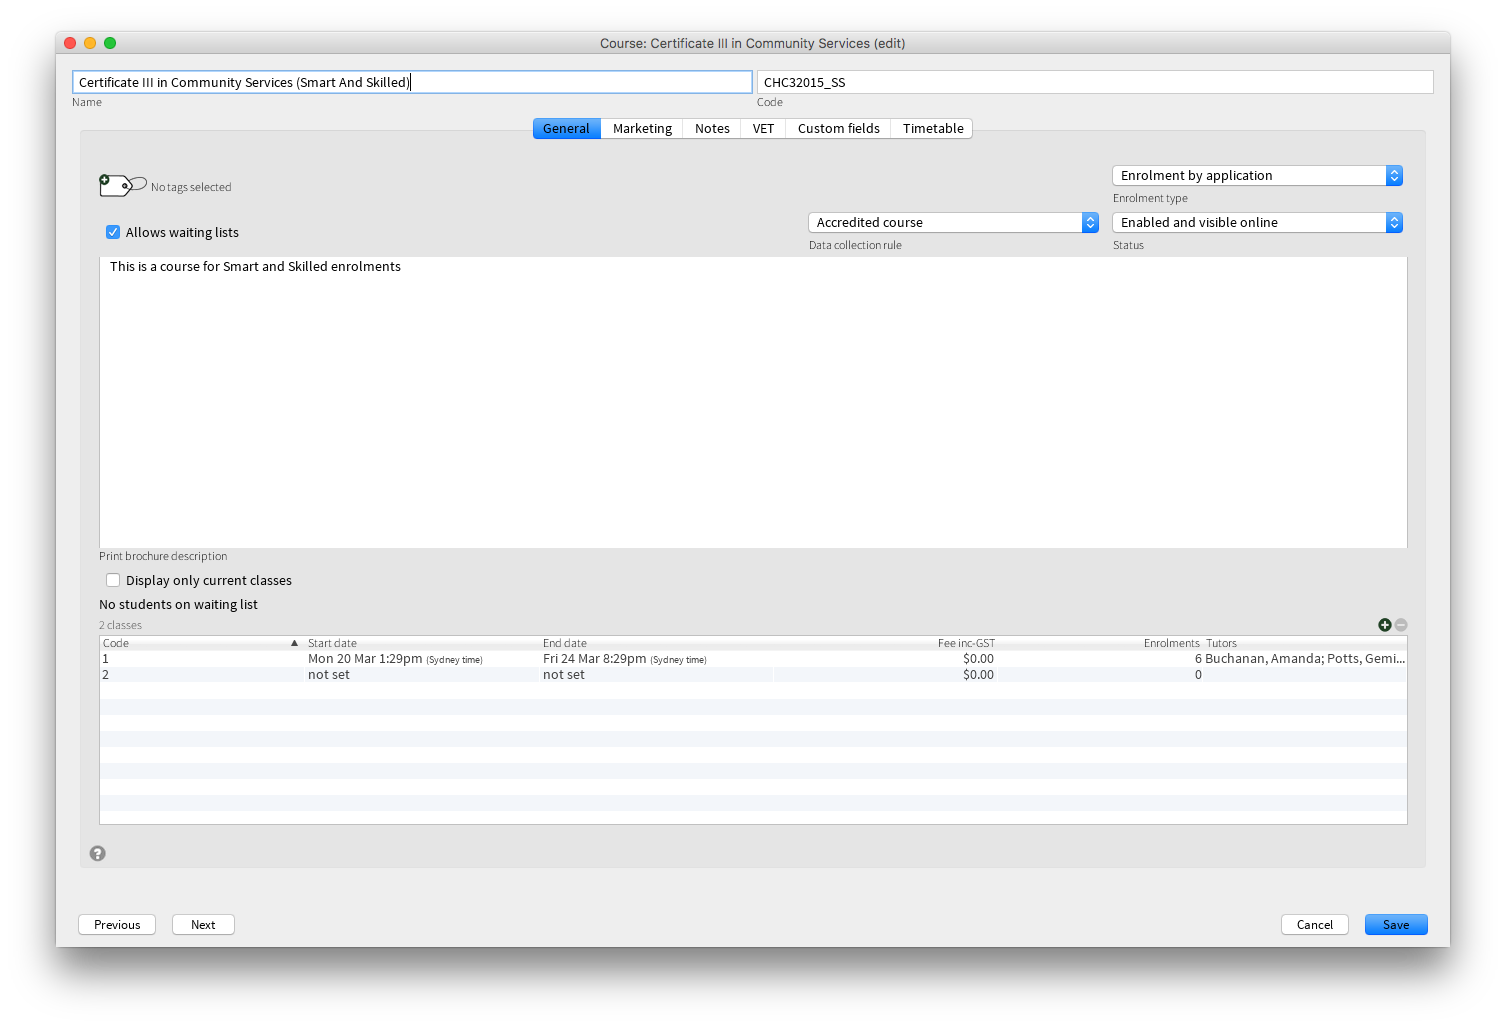 Course: Certificate III in Community Services (edit)
Certificate III in Community Services (Smart And Skilled) CHC32015_SS
Name Code
General Marketing Notes VET Custom fields Timetable
No tags selected
Enrolment by application
Enrolment type
Allows waiting lists
Accredited course
Data collection rule
Enabled and visible online
Status
This is a course for Smart and Skilled enrolments
Print brochure description
Display only current classes
No students on waiting list
2 classes
Code Start date End date Fee inc-GST Enrolments Tutors
1 Mon 20 Mar 1:29pm (Sydney time) Fri 24 Mar 8:29pm (Sydney time) $0.00 6 Buchanan, Amanda; Potts, Gemi...
2 not set not set $0.00 0
?
Previous Next Cancel Save